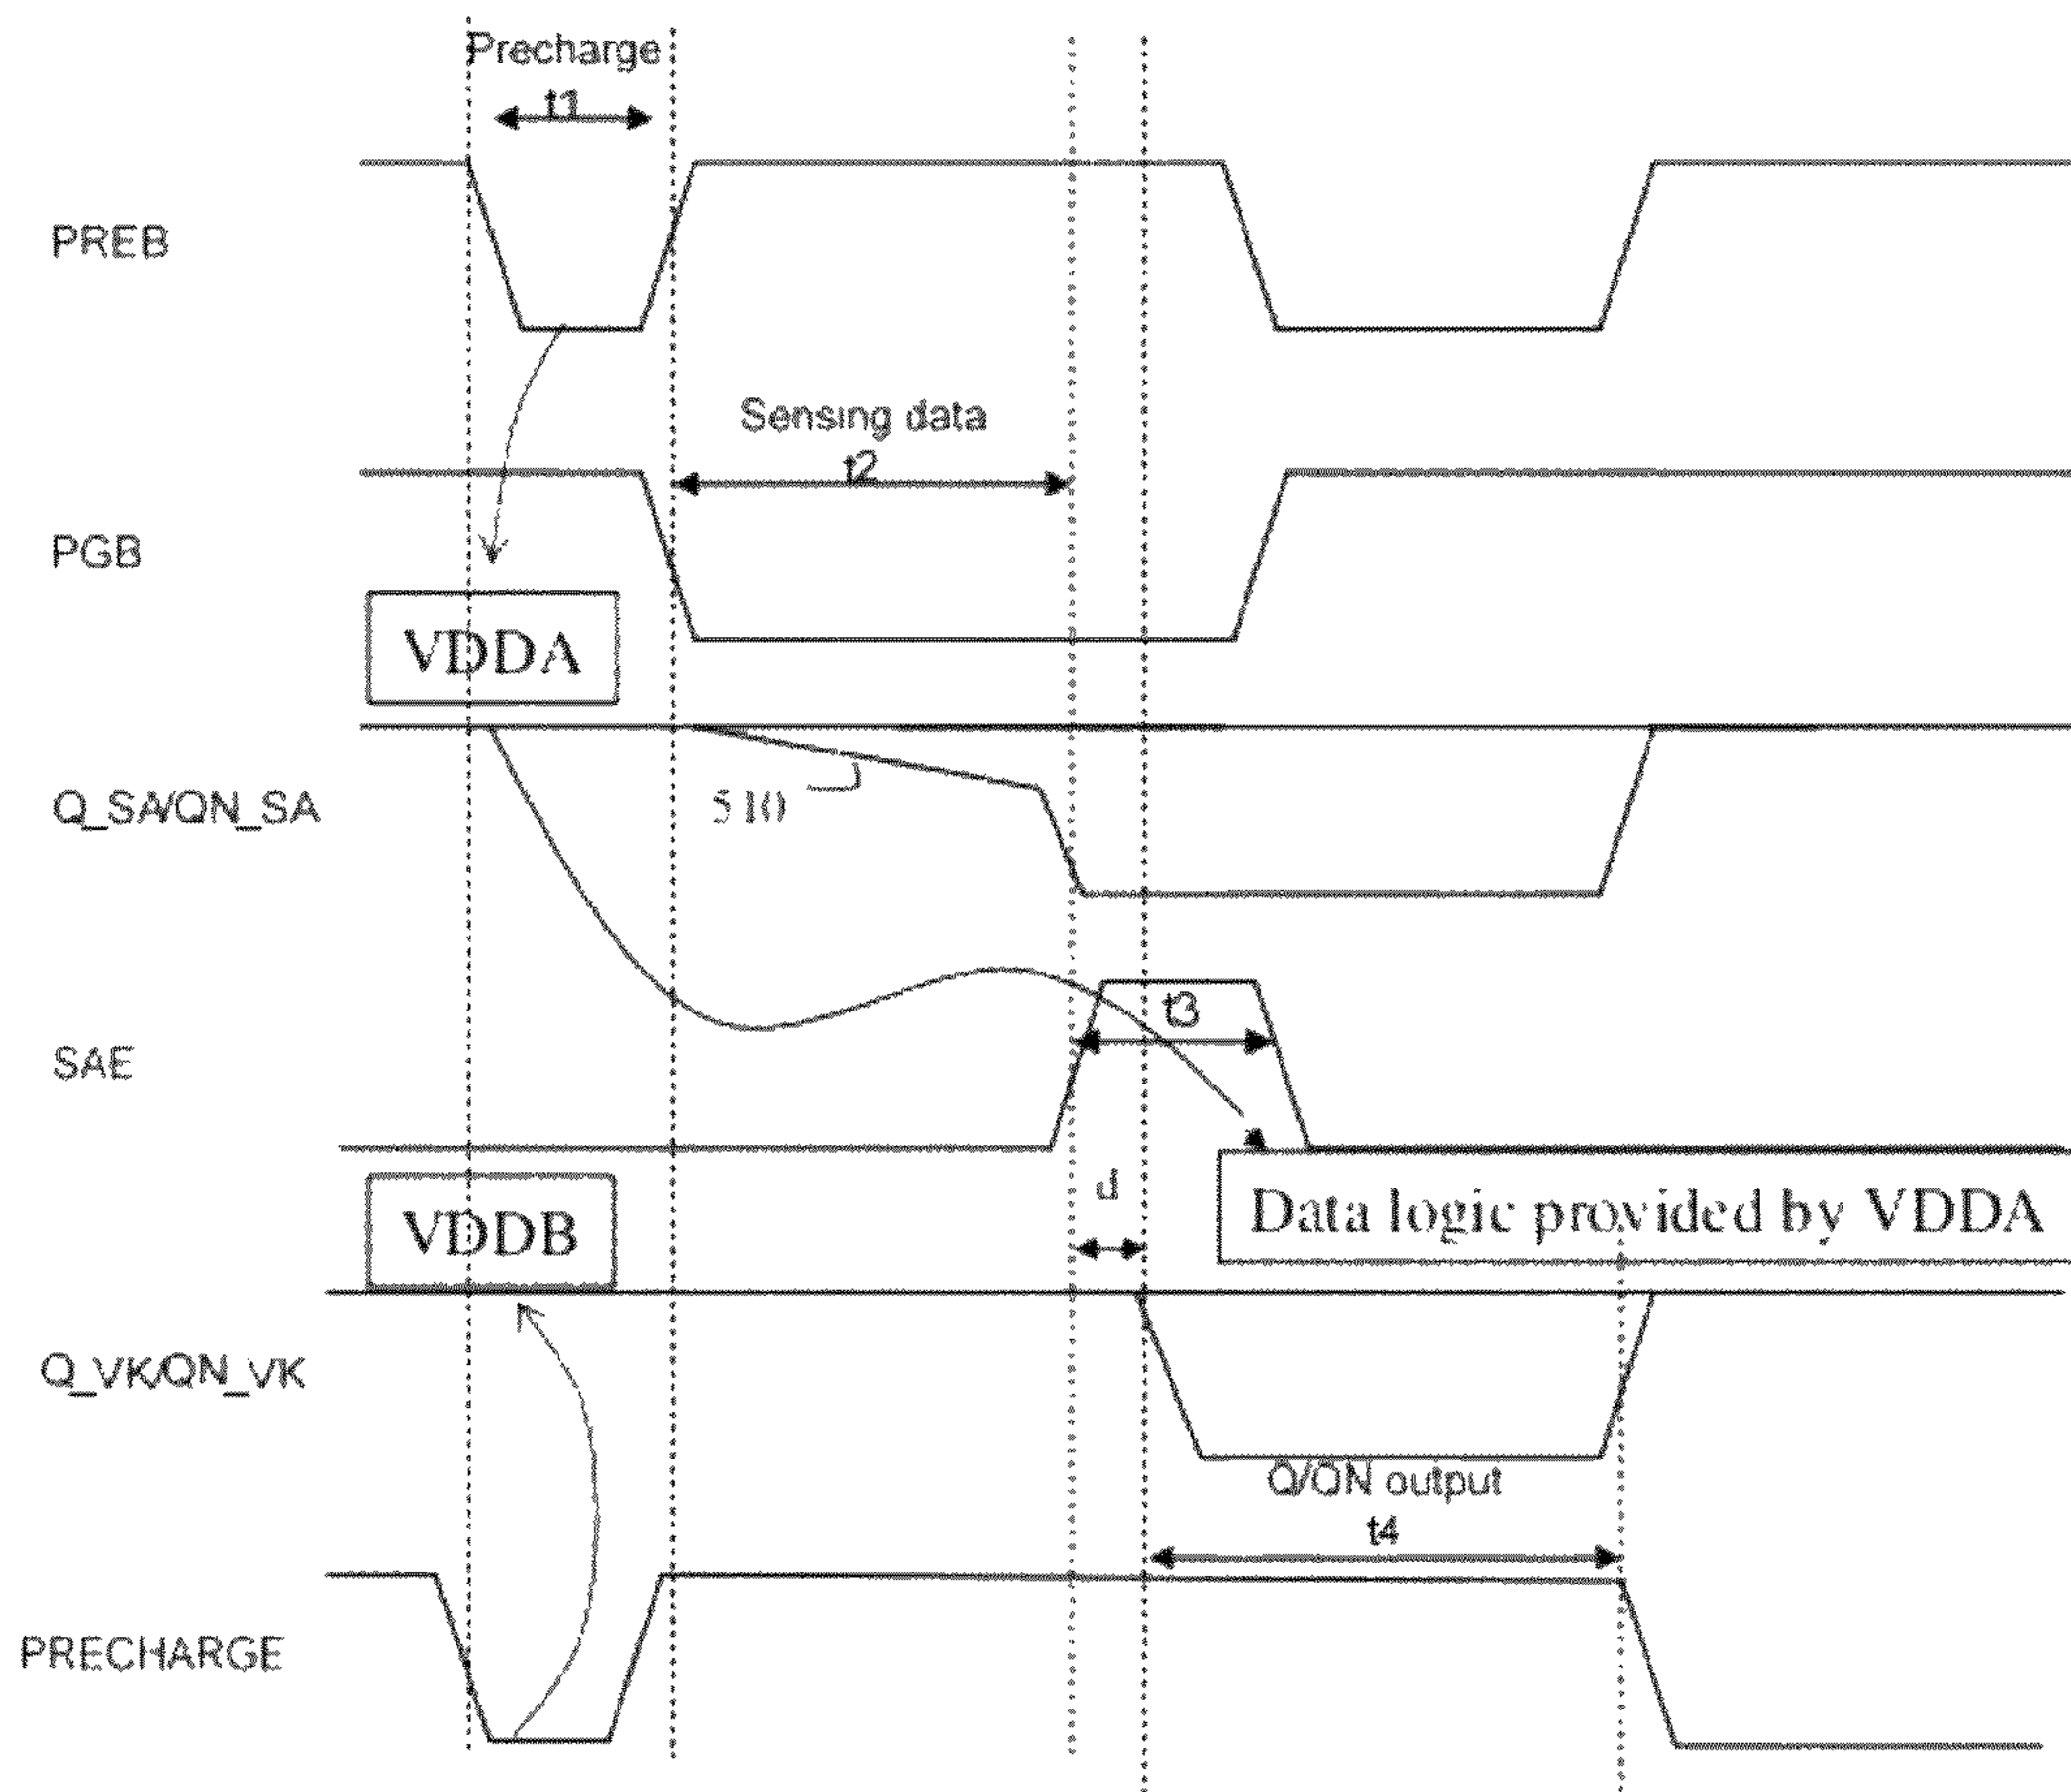 Precharge
t1
PREB
Sensing data
t2
PGB
VDDA
Q_SA/QN_SA
510
t3
SAE
d
VDDB
Data logic provided by VDDA
Q_VK/QN_VK
Q/QN output
t4
PRECHARGE